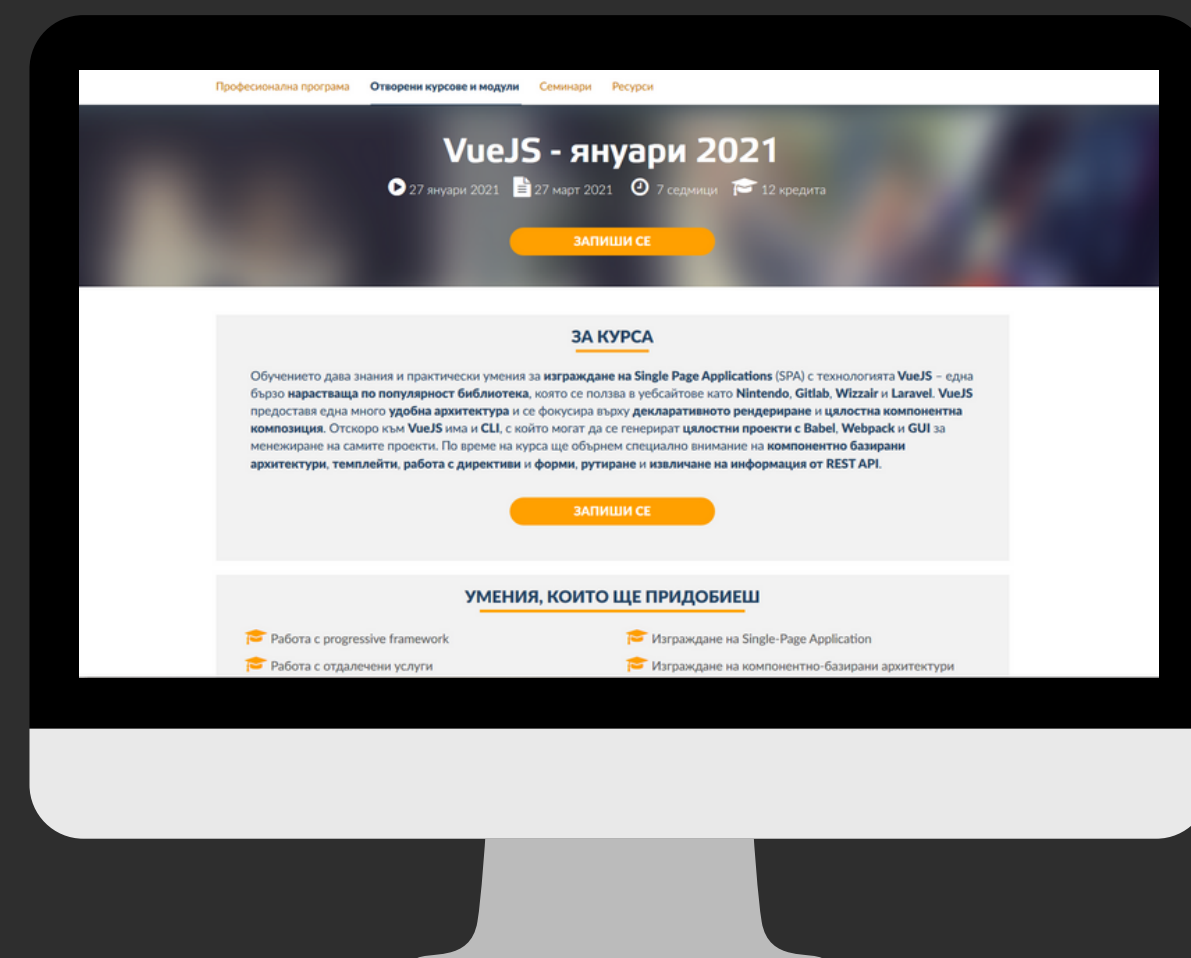 Професионална програма Отворени курсове и модули Семинари Ресурси
VueJS - януари 2021
27 януари 2021 27 март 2021 7 седмици 12 кредита
ЗАПИШИ СЕ
ЗА КУРСА
Обучението дава знания и практически умения за изграждане на Single Page Applications (SPA) с технологията VueJS – една
бързо нарастваща по популярност библиотека, която се ползва в уебсайтове като Nintendo, Gitlab, Wizzair и Laravel. VueJS
предоставя една много удобна архитектура и се фокусира върху декларативното рендериране и цялостна компонентна
композиция. Отскоро към VueJS има и CLI, с който могат да се генерират цялостни проекти с Babel, Webpack и GUI за
менежиране на самите проекти. По време на курса ще обърнем специално внимание на компонентно базирани
архитектури, темплейти, работа с директиви и форми, рутиране и извличане на информация от REST API.
ЗАПИШИ СЕ
УМЕНИЯ, КОИТО ЩЕ ПРИДОБИЕШ
Работа с progressive framework
Изграждане на Single-Page Application
Работа с отдалечени услуги
Изграждане на компонентно-базирани архитектури